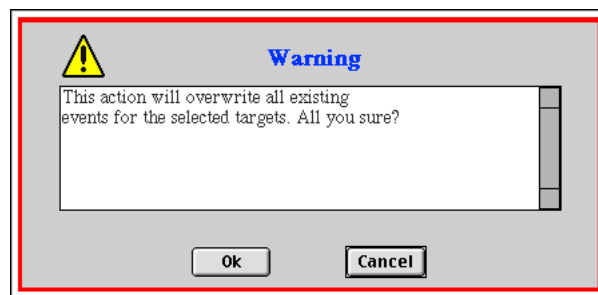 Warning
This action will overwrite all existing
events for the selected targets. All you sure?
Ok
Cancel